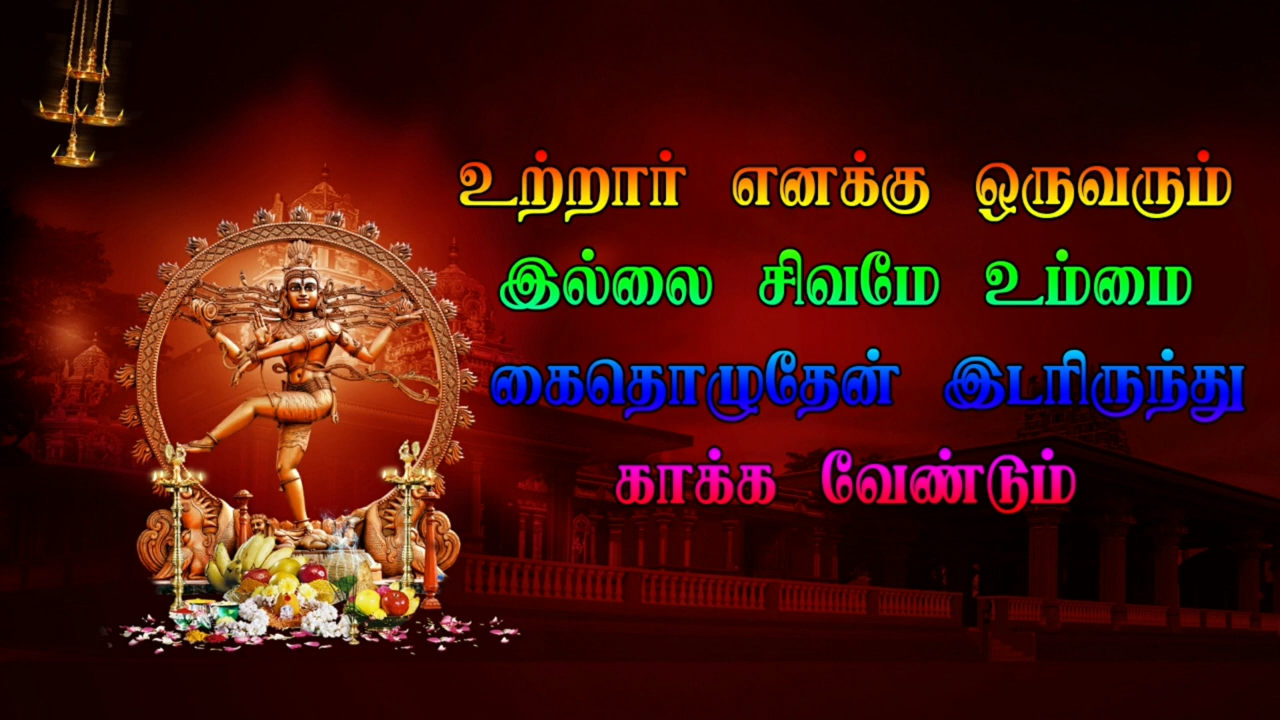 உற்றார் எனக்கு ஒருவரும்
இல்லை சிவமே உம்மை
கைதொழுதேன் இடரிருந்து
காக்க வேண்டும்